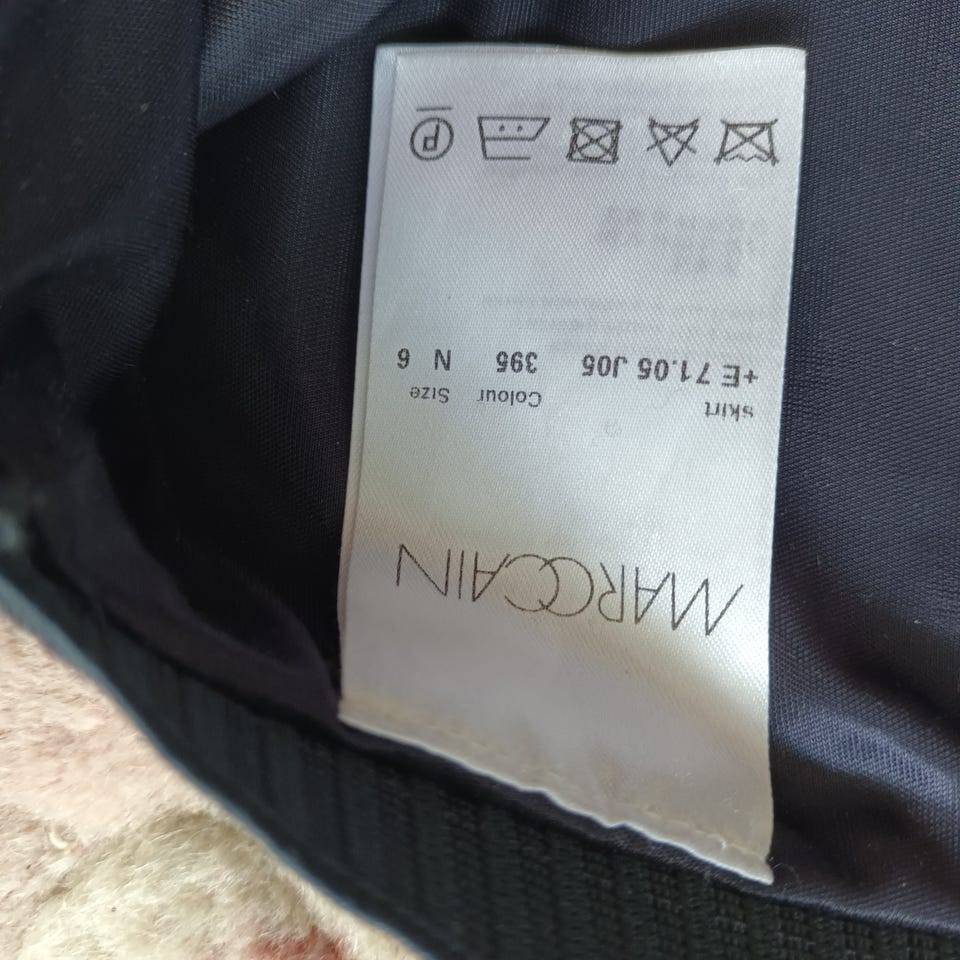 MARCCAIN
skirt Colour Size
+E 71.05 J05 395 N 6
P